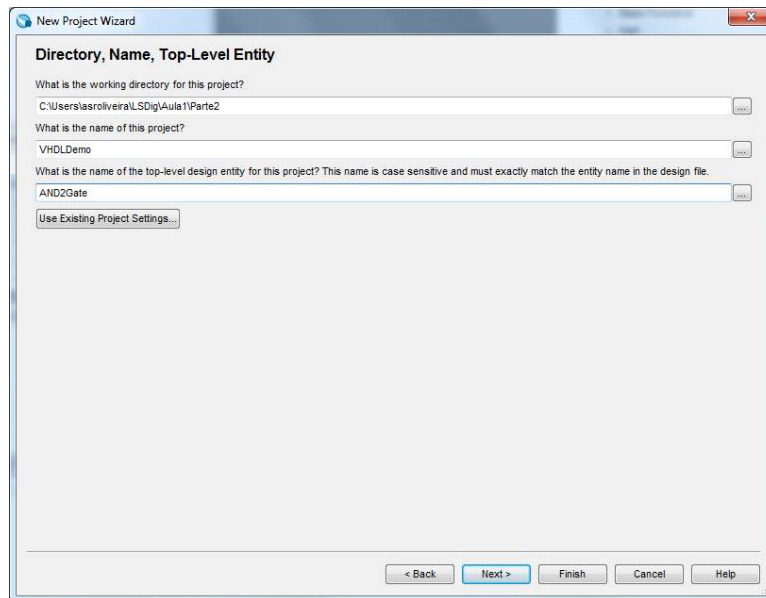 New Project Wizard
Directory, Name, Top-Level Entity
What is the working directory for this project?
C:\Users\asroliveira\LSDig\Aula1\Parte2
...
What is the name of this project?
VHDLDemo
...
What is the name of the top-level design entity for this project? This name is case sensitive and must exactly match the entity name in the design file.
AND2Gate
...
Use Existing Project Settings...
< Back Next > Finish Cancel Help